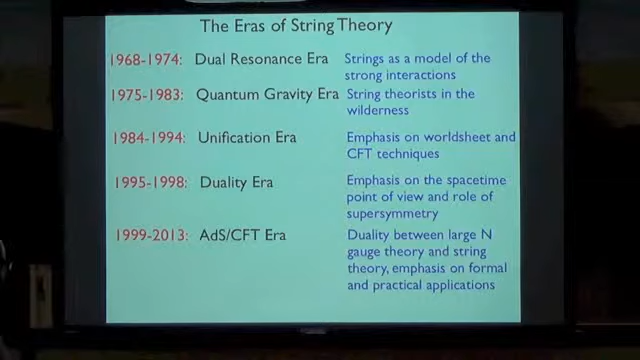 The Eras of String Theory
1968-1974: Dual Resonance Era Strings as a model of the
strong interactions
1975-1983: Quantum Gravity Era String theorists in the
wilderness
1984-1994: Unification Era Emphasis on worldsheet and
CFT techniques
1995-1998: Duality Era Emphasis on the spacetime
point of view and role of
supersymmetry
1999-2013: AdS/CFT Era Duality between large N
gauge theory and string
theory, emphasis on formal
and practical applications